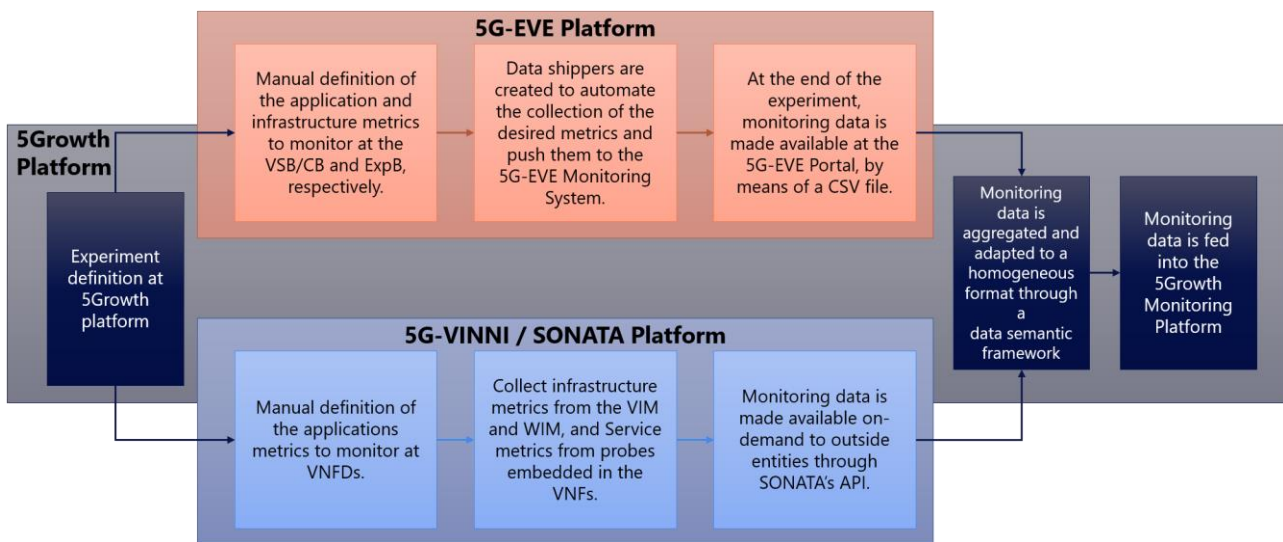 5G-EVE Platform
Manual definition of
the application and
infrastructure metrics
to monitor at the
VSB/CB and ExpB,
respectively.
Data shippers are
created to automate
the collection of the
desired metrics and
push them to the
5G-EVE Monitoring
System.
At the end of the
experiment,
monitoring data is
made available at the
5G-EVE Portal, by
means of a CSV file.
5Growth
Platform
Experiment
definition at
5Growth
platform
Monitoring
data is
aggregated and
adapted to a
homogeneous
format through
a
data semantic
framework
Monitoring
data is fed
into the
5Growth
Monitoring
Platform
5G-VINNI / SONATA Platform
Manual definition of
the applications
metrics to monitor at
VNFDs.
Collect infrastructure
metrics from the VIM
and WIM, and Service
metrics from probes
embedded in the
VNFs.
Monitoring data is
made available on-
demand to outside
entities through
SONATA’s API.